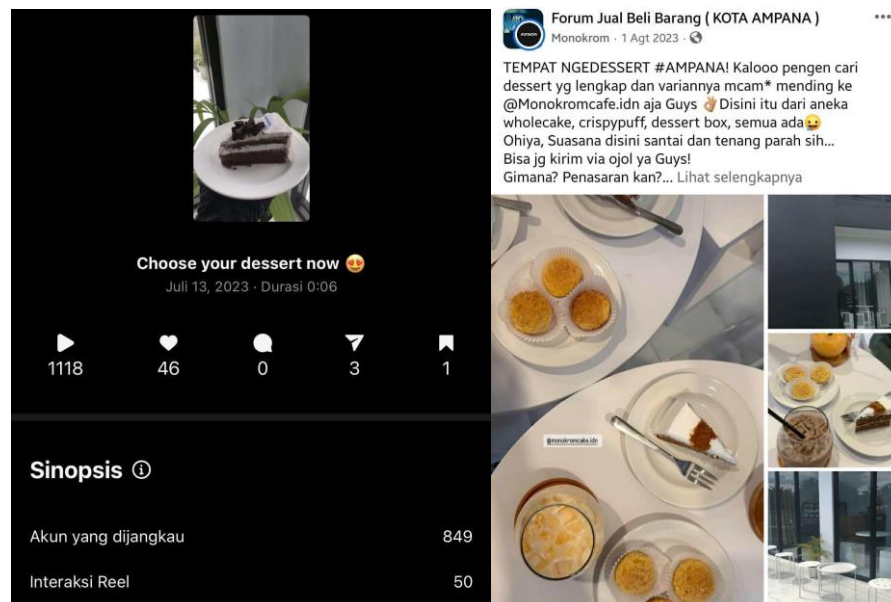 Choose your dessert now 😍
Juli 13, 2023 · Durasi 0:06
1118 46 0 3 1
Sinopsis
Akun yang dijangkau 849
Interaksi Reel 50
Forum Jual Beli Barang ( KOTA AMPANA )
Monokrom · 1 Agt 2023 ·
TEMPAT NGEDESSERT #AMPANA! Kalooo pengen cari
dessert yg lengkap dan variannya mcam* mending ke
@Monokromcafe.idn aja Guys 👌Disini itu dari aneka
wholecake, crispypuff, dessert box, semua ada😜
Ohiya, Suasana disini santai dan tenang parah sih...
Bisa jg kirim via ojol ya Guys!
Gimana? Penasaran kan?... Lihat selengkapnya
@monokromcake.idn